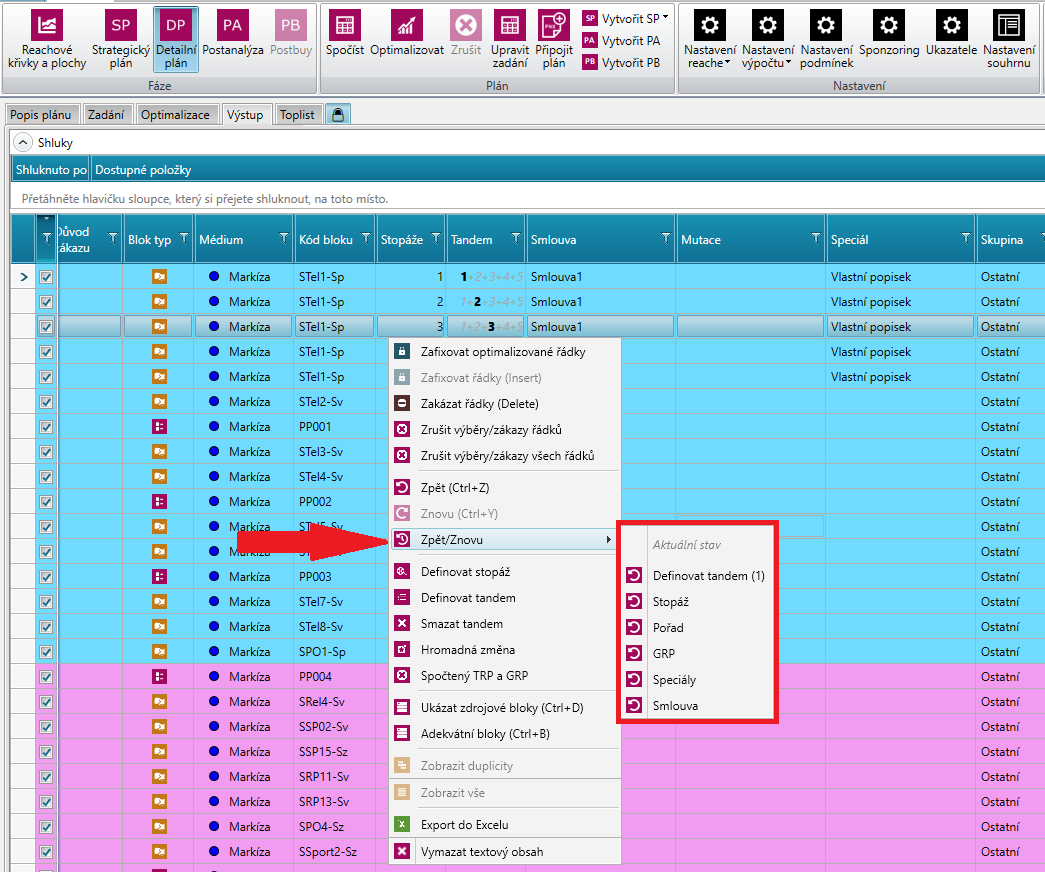 SP DP PA PB
Reachové křivky a plochy
Strategický plán
Detailní plán
Postanalýza
Postbuy
Fáze
Spočíst
Optimalizovat
Zrušit
Upravit zadání
Připojit plán
SP Vytvořit SP
PA Vytvořit PA
PB Vytvořit PB
Plán
Nastavení reache
Nastavení výpočtu
Nastavení podmínek
Sponzoring
Ukazatele
Nastavení souhrnu
Nastavení
Popis plánu Zadání Optimalizace Výstup Toplist
Shluky
Shluknuto po Dostupné položky
Přetáhněte hlavičku sloupce, který si přejete shluknout, na toto místo.
Blok typ Médium Kód bloku Stopáže Tandem Smlouva Mutace Speciál Skupina
Markíza STel1-Sp 1 1+2+3+4+5 Smlouva1 Vlastní popisek Ostatní
Markíza STel1-Sp 2 1+2+3+4+5 Smlouva1 Vlastní popisek Ostatní
Markíza STel1-Sp 3 1+2+3+4+5 Smlouva1 Vlastní popisek Ostatní
Markíza STel1-Sp Vlastní popisek Ostatní
Markíza STel1-Sp Vlastní popisek Ostatní
Markíza STel2-Sv Ostatní
Markíza PP001 Ostatní
Markíza STel3-Sv Ostatní
Markíza STel4-Sv Ostatní
Markíza PP002 Ostatní
Markíza Ostatní
Ostatní
Markíza PP003 Ostatní
Markíza STel7-Sv Ostatní
Markíza STel8-Sv Ostatní
Markíza SPO1-Sp Ostatní
Markíza PP004 Ostatní
Markíza SRel4-Sv Ostatní
Markíza SSP02-Sv Ostatní
Markíza SSP15-Sz Ostatní
Markíza SRP11-Sv Ostatní
Markíza SRP13-Sv Ostatní
Markíza SPO4-Sz Ostatní
Markíza SSport2-Sz Ostatní
Zafixovat optimalizované řádky
Zafixovat řádky (Insert)
Zakázat řádky (Delete)
Zrušit výběry/zákazy řádků
Zrušit výběry/zákazy všech řádků
Zpět (Ctrl+Z)
Znovu (Ctrl+Y)
Zpět/Znovu
Definovat stopáž
Definovat tandem
Smazat tandem
Hromadná změna
Spočtený TRP a GRP
Ukázat zdrojové bloky (Ctrl+D)
Adekvátní bloky (Ctrl+B)
Zobrazit duplicity
Zobrazit vše
Export do Excelu
Vymazat textový obsah
Aktuální stav
Definovat tandem (1)
Stopáž
Pořad
GRP
Speciály
Smlouva